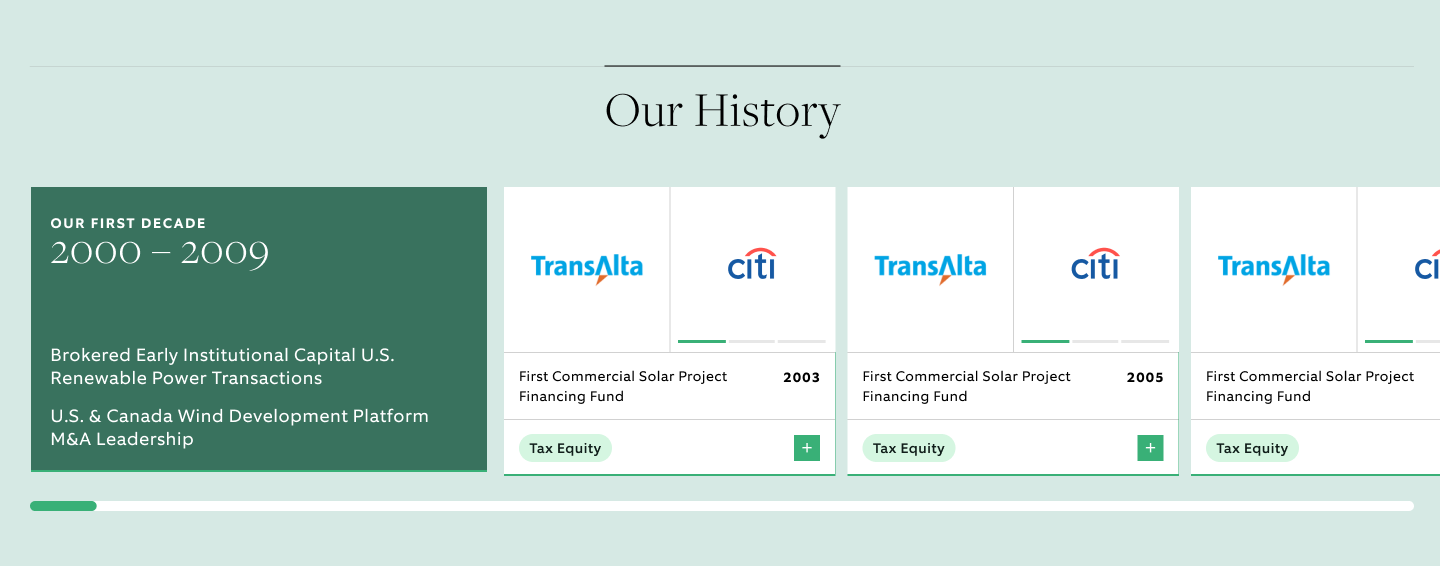 Our History
OUR FIRST DECADE
2000 – 2009
Brokered Early Institutional Capital U.S.
Renewable Power Transactions
U.S. & Canada Wind Development Platform
M&A Leadership
TransAlta
citi
First Commercial Solar Project
Financing Fund
2003
Tax Equity
+
TransAlta
citi
First Commercial Solar Project
Financing Fund
2005
Tax Equity
+
TransAlta
First Commercial Solar Project
Financing Fund
Tax Equity